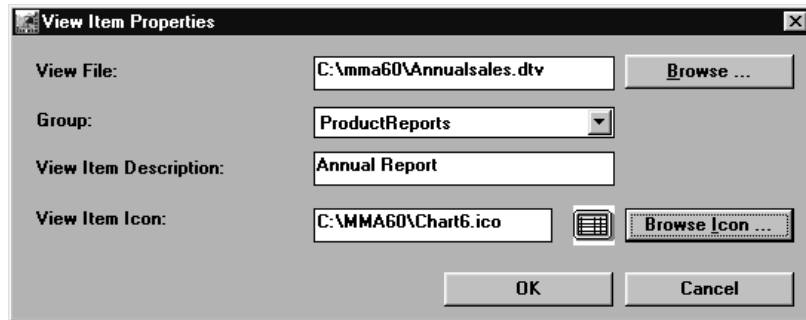 View Item Properties
View File: C:\mma60\Annualsales.dtv Browse ...
Group: ProductReports
View Item Description: Annual Report
View Item Icon: C:\MMA60\Chart6.ico Browse Icon ...
OK Cancel